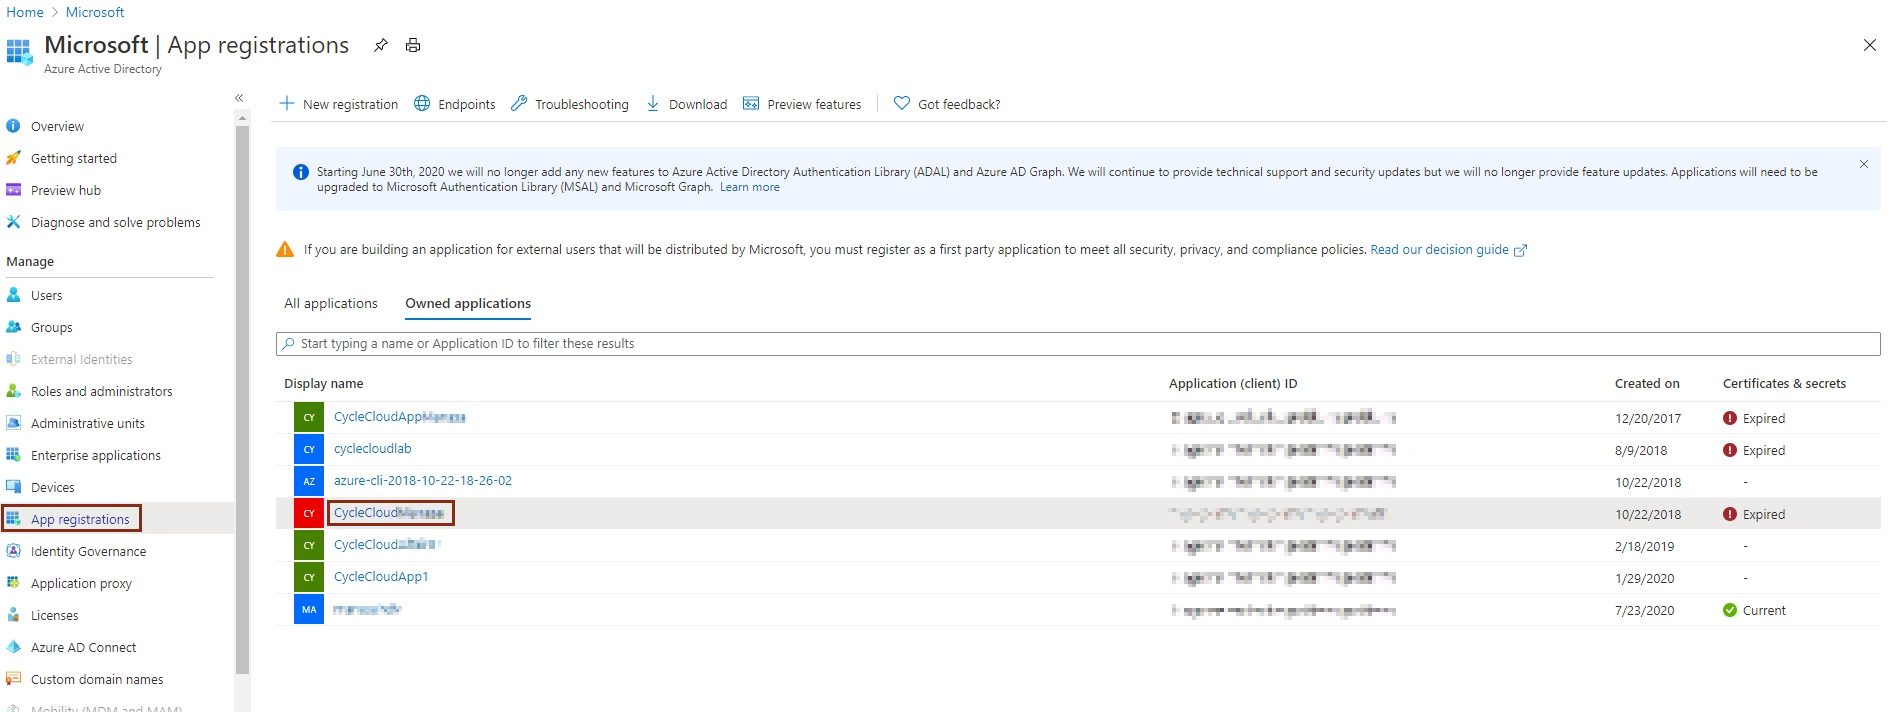 Home > Microsoft
Microsoft | App registrations
Azure Active Directory
«
Overview
Getting started
Preview hub
Diagnose and solve problems
Manage
Users
Groups
External Identities
Roles and administrators
Administrative units
Enterprise applications
Devices
App registrations
Identity Governance
Application proxy
Licenses
Azure AD Connect
Custom domain names
Mobility (MDM and MAM)
New registration Endpoints Troubleshooting Download Preview features Got feedback?
Starting June 30th, 2020 we will no longer add any new features to Azure Active Directory Authentication Library (ADAL) and Azure AD Graph. We will continue to provide technical support and security updates but we will no longer provide feature updates. Applications will need to be
upgraded to Microsoft Authentication Library (MSAL) and Microsoft Graph. Learn more
If you are building an application for external users that will be distributed by Microsoft, you must register as a first party application to meet all security, privacy, and compliance policies. Read our decision guide
All applications Owned applications
Start typing a name or Application ID to filter these results
Display name Application (client) ID Created on Certificates & secrets
CY CycleCloudApp 12/20/2017 Expired
CY cyclecloudlab 8/9/2018 Expired
AZ azure-cli-2018-10-22-18-26-02 10/22/2018 -
CY CycleCloud 10/22/2018 Expired
CY CycleCloud 2/18/2019 -
CY CycleCloudApp1 1/29/2020 -
MA 7/23/2020 Current